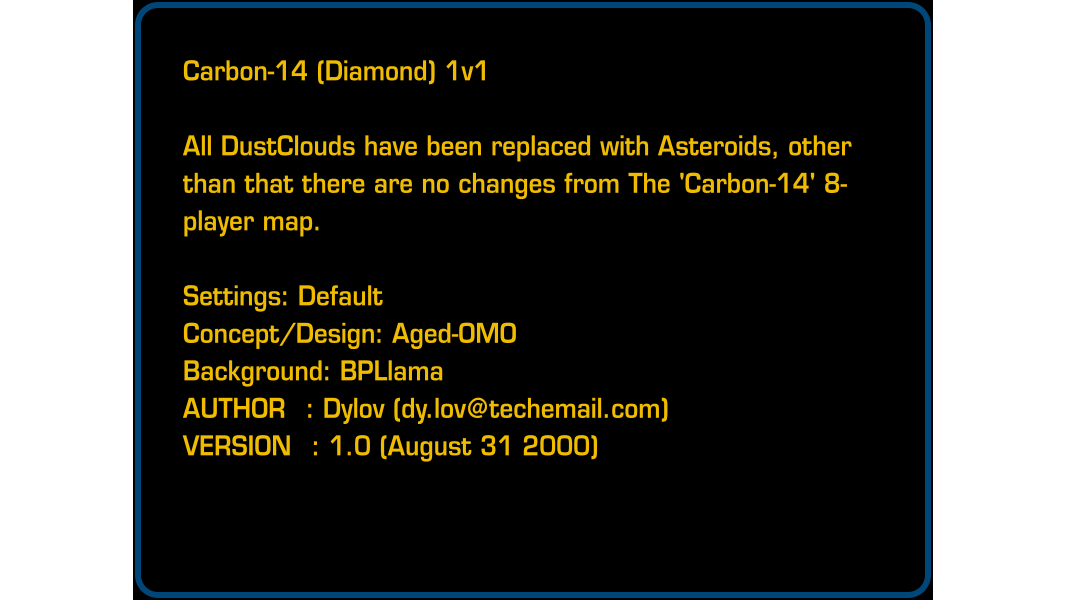 Carbon-14 (Diamond) 1v1
All DustClouds have been replaced with Asteroids, other
than that there are no changes from The 'Carbon-14' 8-
player map.
Settings: Default
Concept/Design: Aged-OMO
Background: BPLlama
AUTHOR : Dylov (dy.lov@techemail.com)
VERSION : 1.0 (August 31 2000)